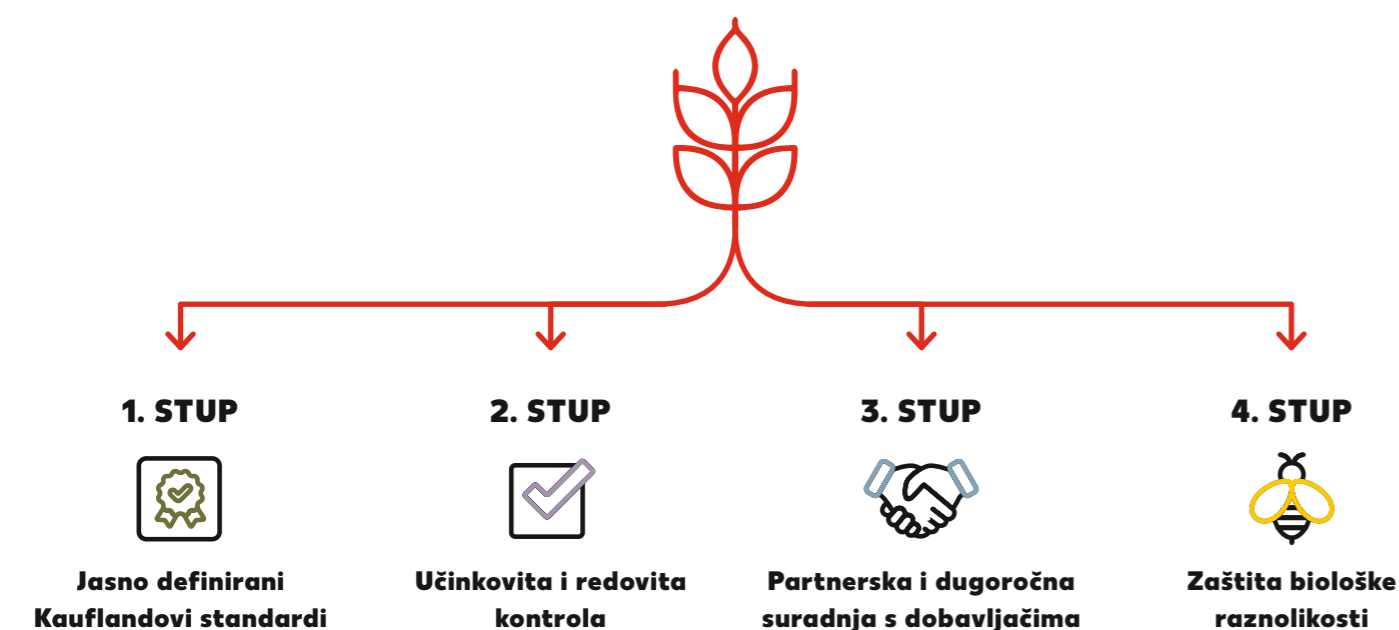 1. STUP
Jasno definirani
Kauflandovi standardi
2. STUP
Učinkovita i redovita
kontrola
3. STUP
Partnerska i dugoročna
suradnja s dobavljačima
4. STUP
Zaštita biološke
raznolikosti